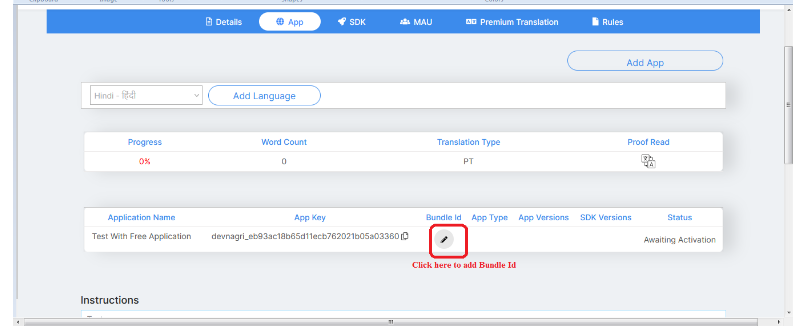 Details App SDK MAU Premium Translation Rules
Add App
Hindi - हिंदी Add Language
Progress Word Count Translation Type Proof Read
0% 0 PT
Application Name App Key Bundle Id App Type App Versions SDK Versions Status
Test With Free Application devnagri_eb93ac18b65d11ecb762021b05a03360 Awaiting Activation
Click here to add Bundle Id
Instructions